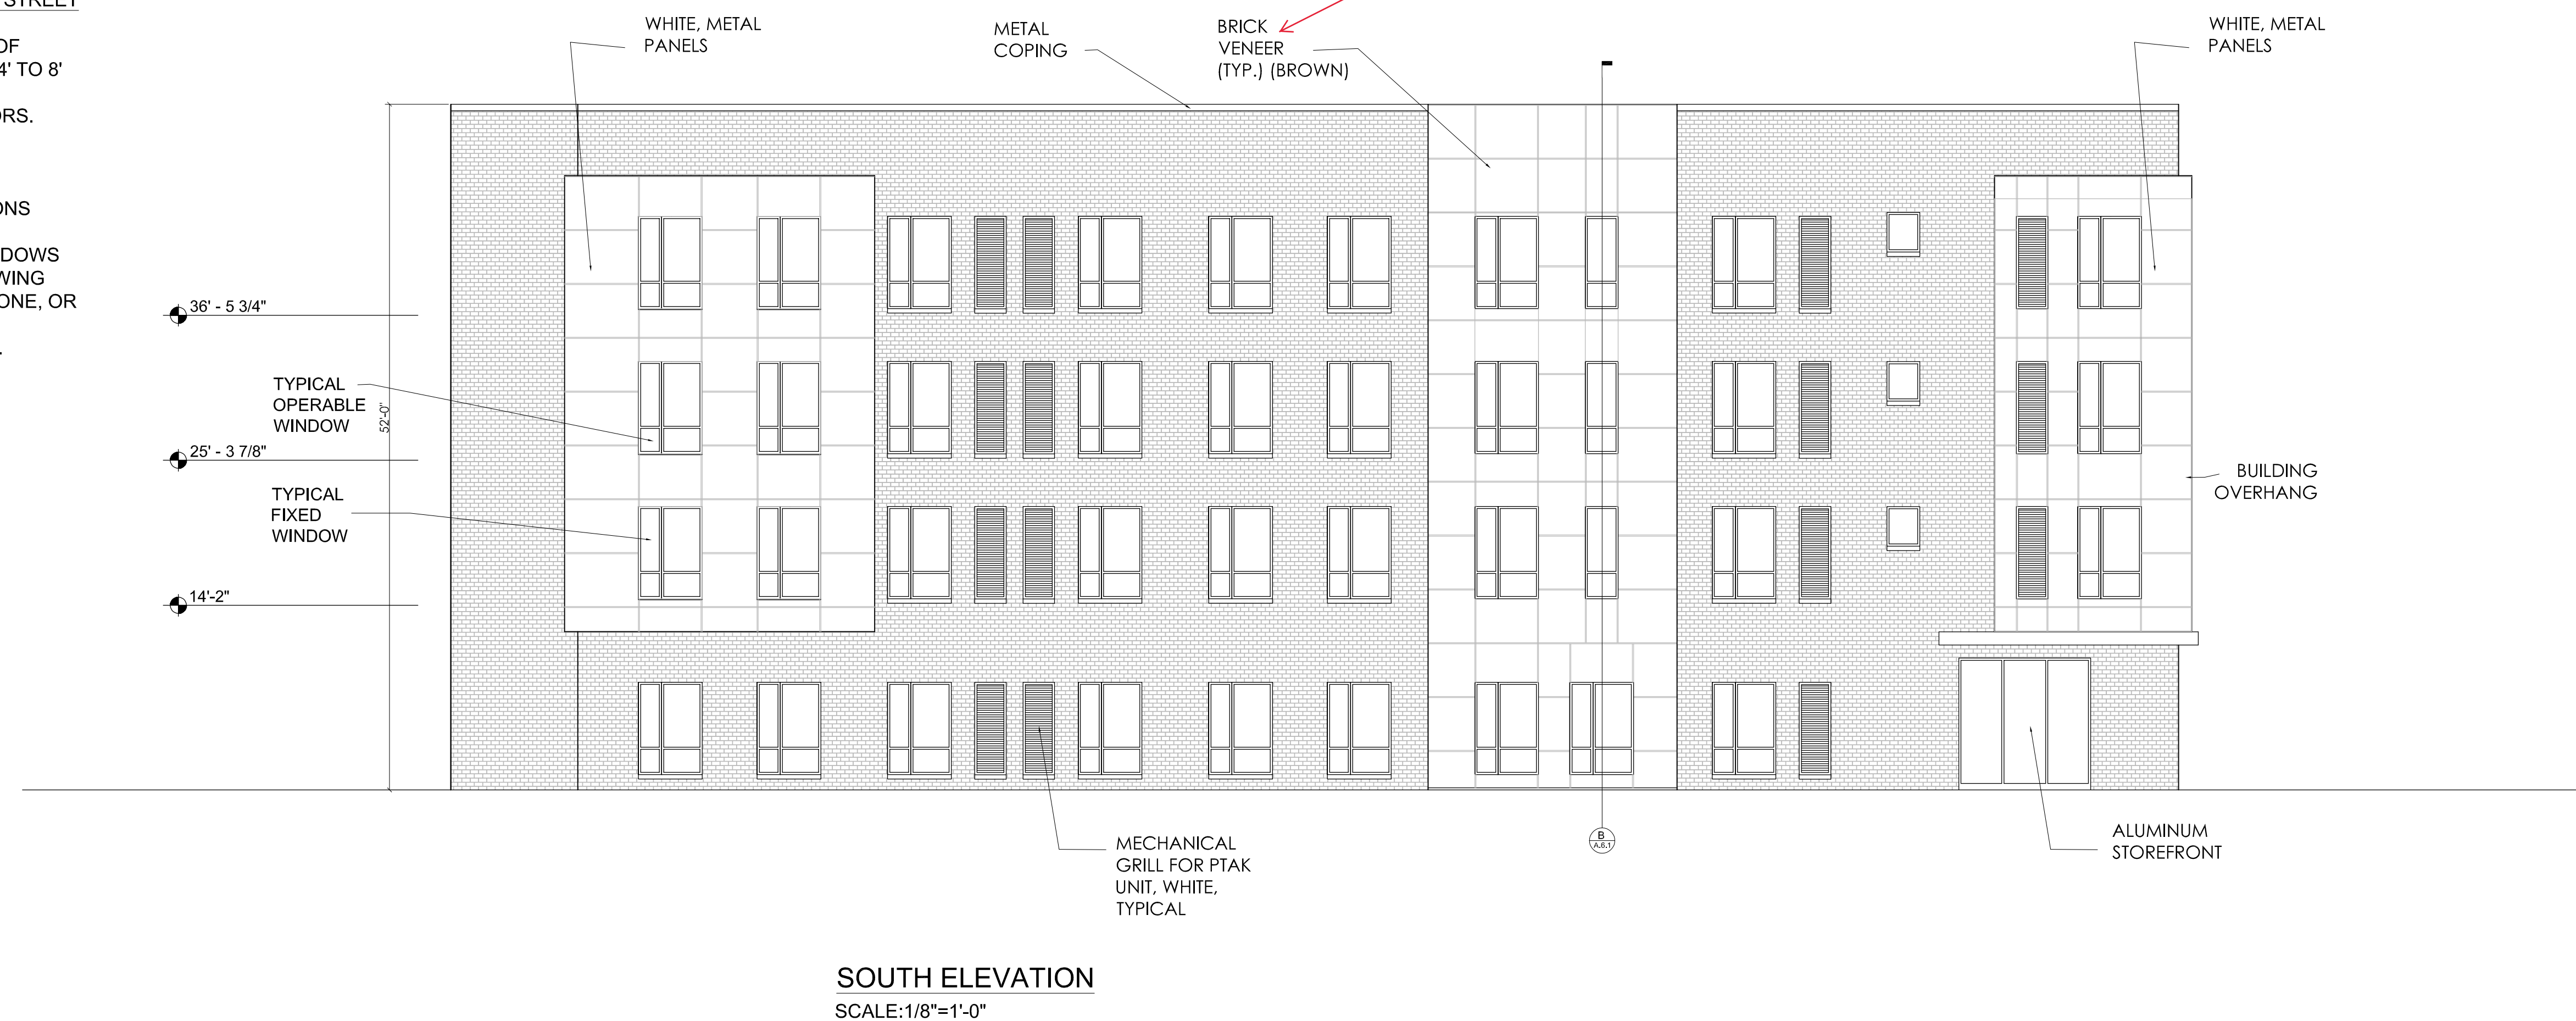 STREET
OF
4' TO 8'
ORS.
ONS
DOWS
WING
ONE, OR
WHITE, METAL
PANELS
METAL
COPING
BRICK
VENEER
(TYP.) (BROWN)
WHITE, METAL
PANELS
36' - 5 3/4"
TYPICAL
OPERABLE
WINDOW
52'-0"
25' - 3 7/8"
TYPICAL
FIXED
WINDOW
14'-2"
BUILDING
OVERHANG
MECHANICAL
GRILL FOR PTAK
UNIT, WHITE,
TYPICAL
B
A.6.1
ALUMINUM
STOREFRONT
SOUTH ELEVATION
SCALE:1/8"=1'-0"